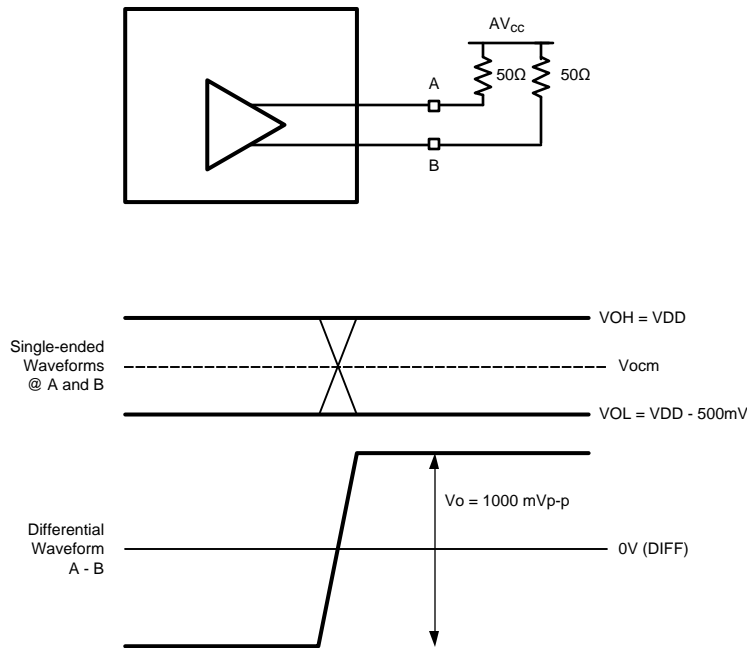 AVcc
50Ω
50Ω
A
B
VOH = VDD
Single-ended
Waveforms
@ A and B
Vocm
VOL = VDD - 500mV
Vo = 1000 mVp-p
Differential
Waveform
A - B
0V (DIFF)